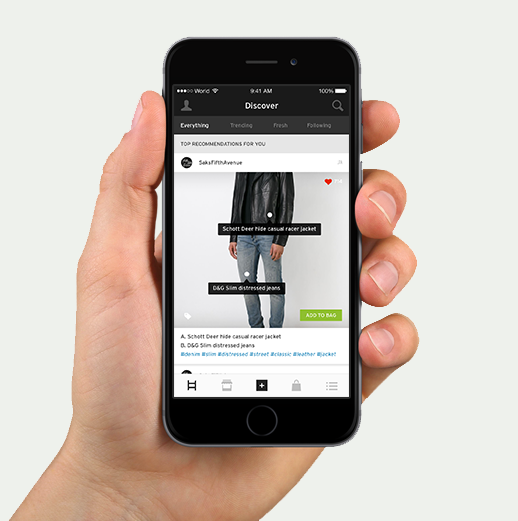 World
9:41 AM
100%
Discover
Everything
Trending
Fresh
Following
TOP RECOMMENDATIONS FOR YOU
SaksFifthAvenue
Schott Deer hide casual racer jacket
D&G Slim distressed jeans
ADD TO BAG
A. Schott Deer hide casual racer jacket
B. D&G Slim distressed jeans
#denim #slim #distressed #street #classic #leather #jacket